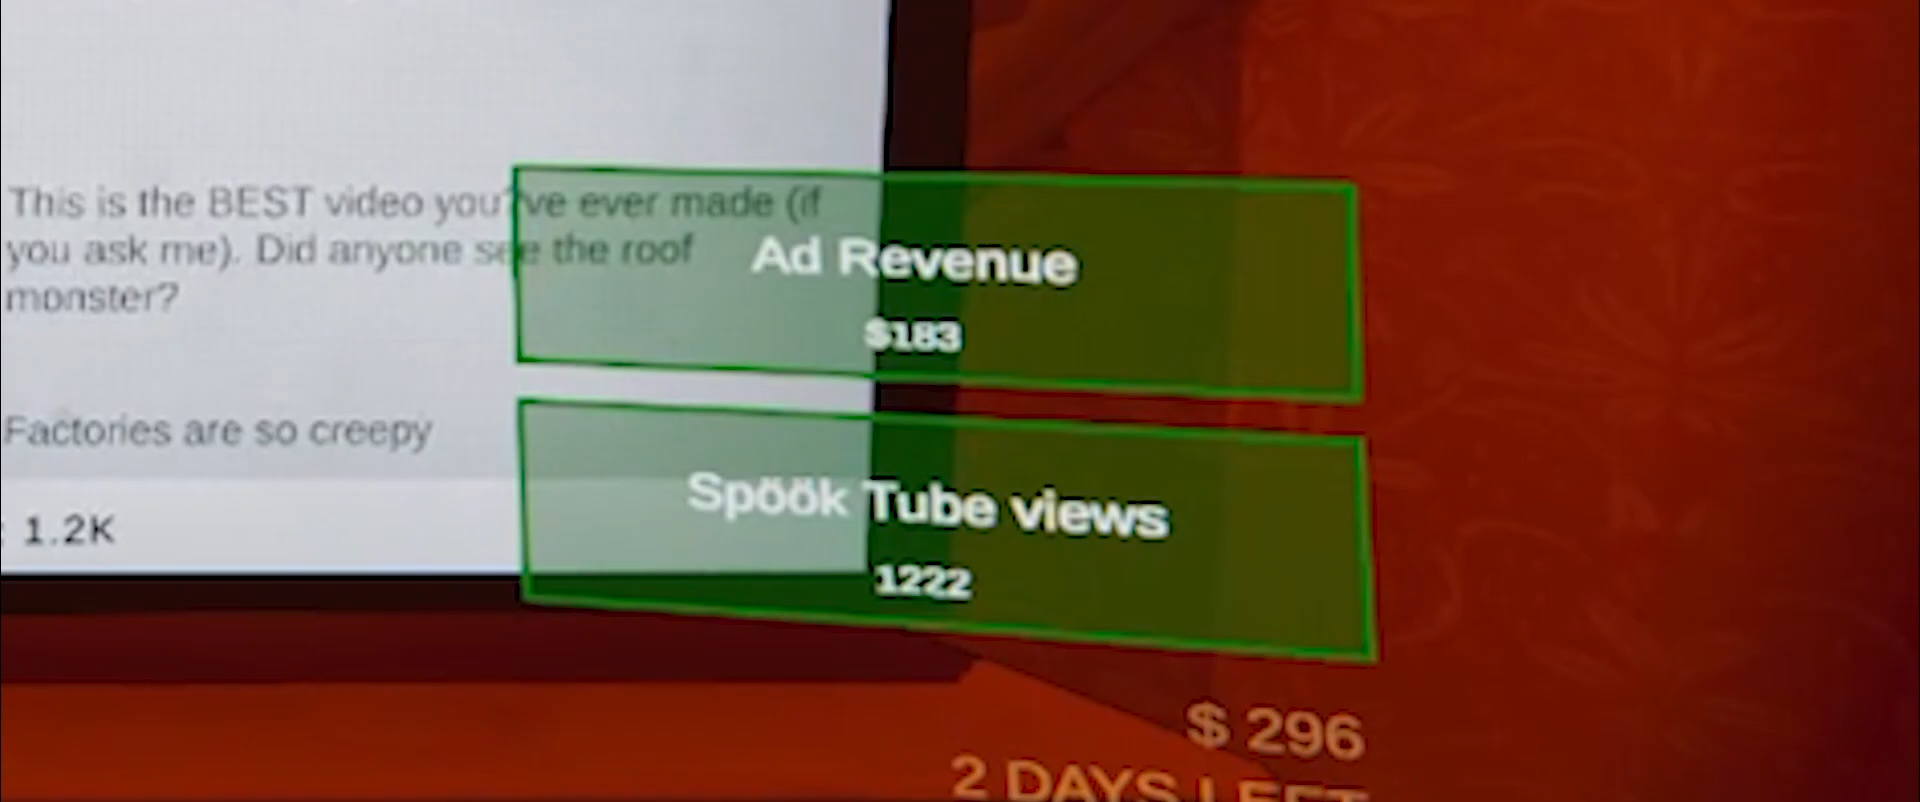 This is the BEST video you've ever made (if
you ask me). Did anyone see the roof
monster?
Factories are so creepy
: 1.2K
Ad Revenue
$183
Spöök Tube views
1222
$ 296
2 DAYS LEFT